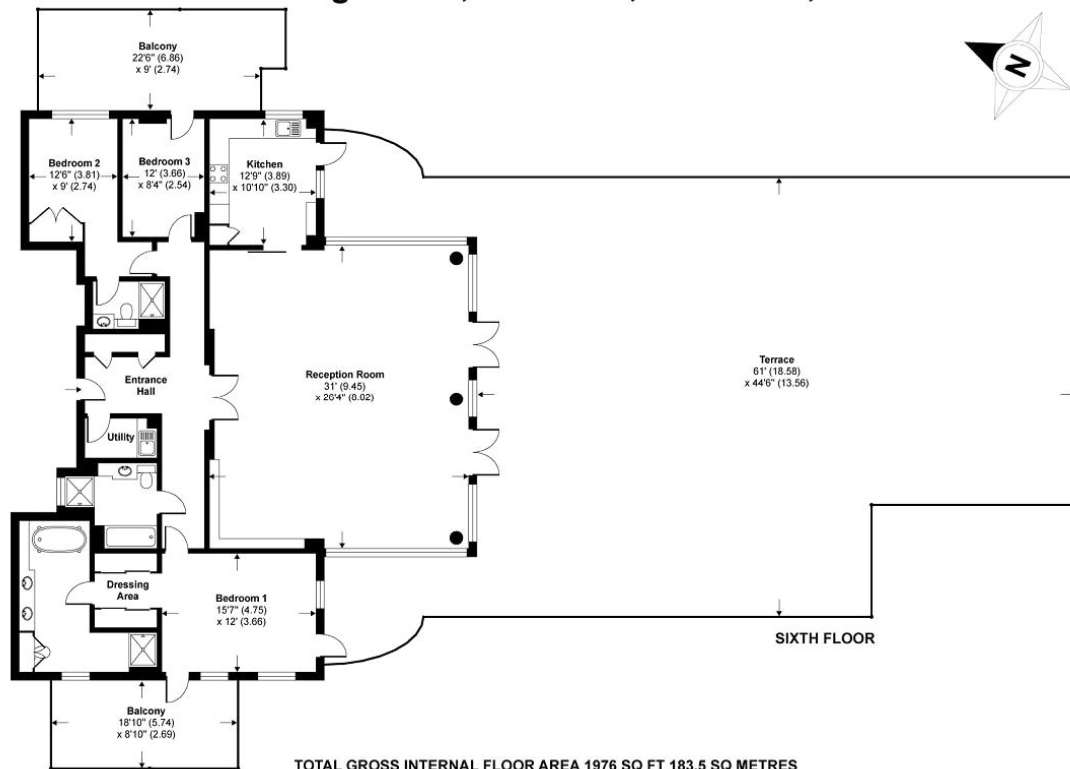 Balcony
22'6" (6.86)
x 9' (2.74)
N
Bedroom 2
12'6" (3.81)
x 9' (2.74)
Bedroom 3
12' (3.66)
x 8'4" (2.54)
Kitchen
12'9" (3.89)
x 10'10" (3.30)
Reception Room
31' (9.45)
x 26'4" (8.02)
Terrace
61' (18.58)
x 44'6" (13.56)
Entrance
Hall
Utility
Dressing
Area
Bedroom 1
15'7" (4.75)
x 12' (3.66)
SIXTH FLOOR
Balcony
18'10" (5.74)
x 8'10" (2.69)
TOTAL GROSS INTERNAL FLOOR AREA 1976 SQ FT 183.5 SQ METRES